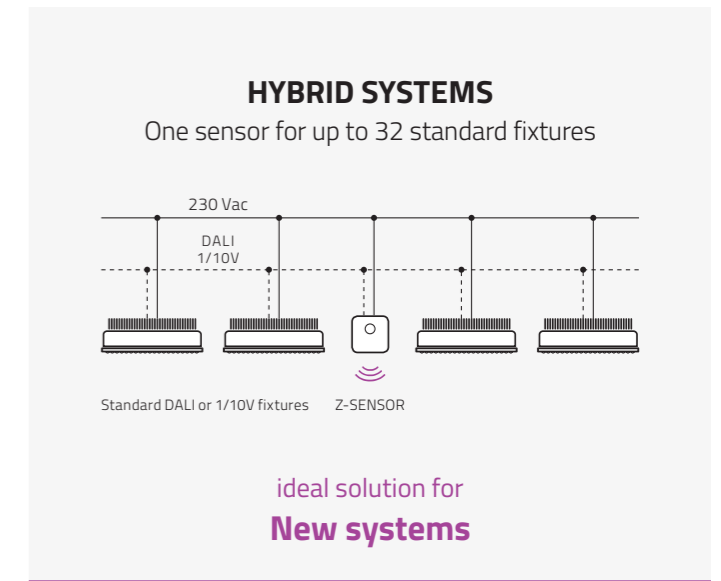 HYBRID SYSTEMS
One sensor for up to 32 standard fixtures
230 Vac
DALI
1/10V
Standard DALI or 1/10V fixtures
Z-SENSOR
ideal solution for
New systems